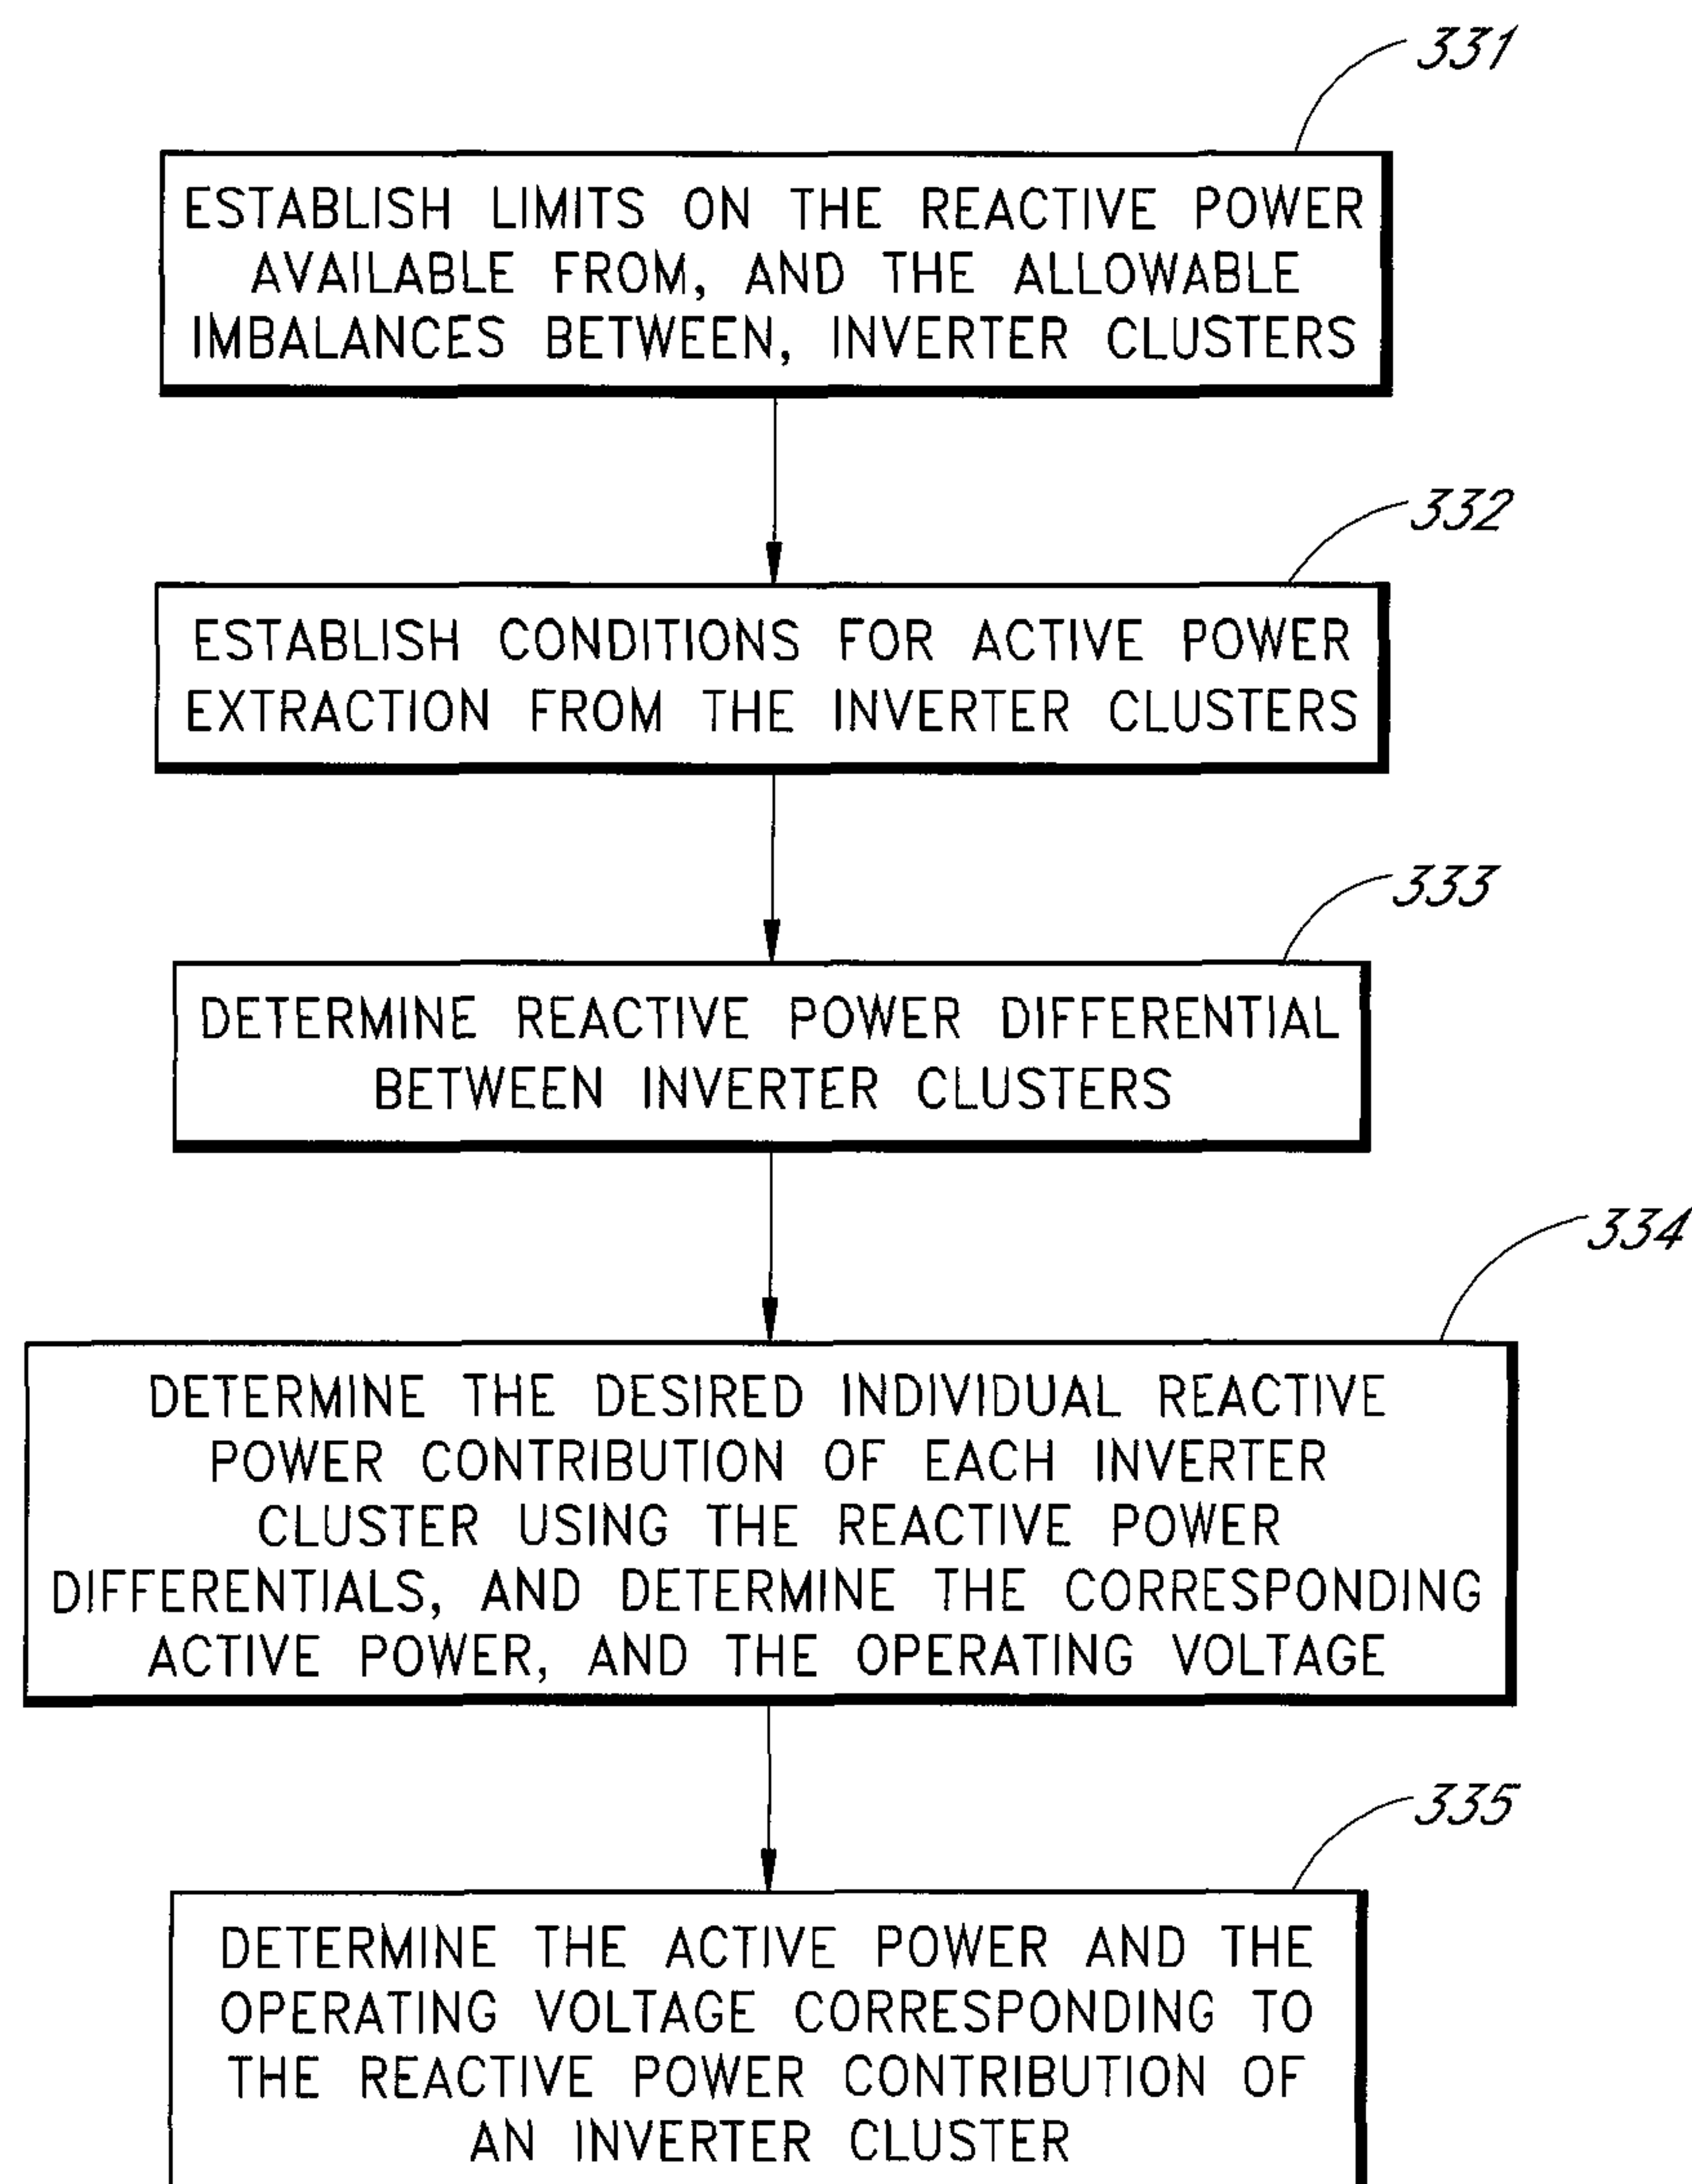 331
ESTABLISH LIMITS ON THE REACTIVE POWER
AVAILABLE FROM, AND THE ALLOWABLE
IMBALANCES BETWEEN, INVERTER CLUSTERS
332
ESTABLISH CONDITIONS FOR ACTIVE POWER
EXTRACTION FROM THE INVERTER CLUSTERS
333
DETERMINE REACTIVE POWER DIFFERENTIAL
BETWEEN INVERTER CLUSTERS
334
DETERMINE THE DESIRED INDIVIDUAL REACTIVE
POWER CONTRIBUTION OF EACH INVERTER
CLUSTER USING THE REACTIVE POWER
DIFFERENTIALS, AND DETERMINE THE CORRESPONDING
ACTIVE POWER, AND THE OPERATING VOLTAGE
335
DETERMINE THE ACTIVE POWER AND THE
OPERATING VOLTAGE CORRESPONDING TO
THE REACTIVE POWER CONTRIBUTION OF
AN INVERTER CLUSTER